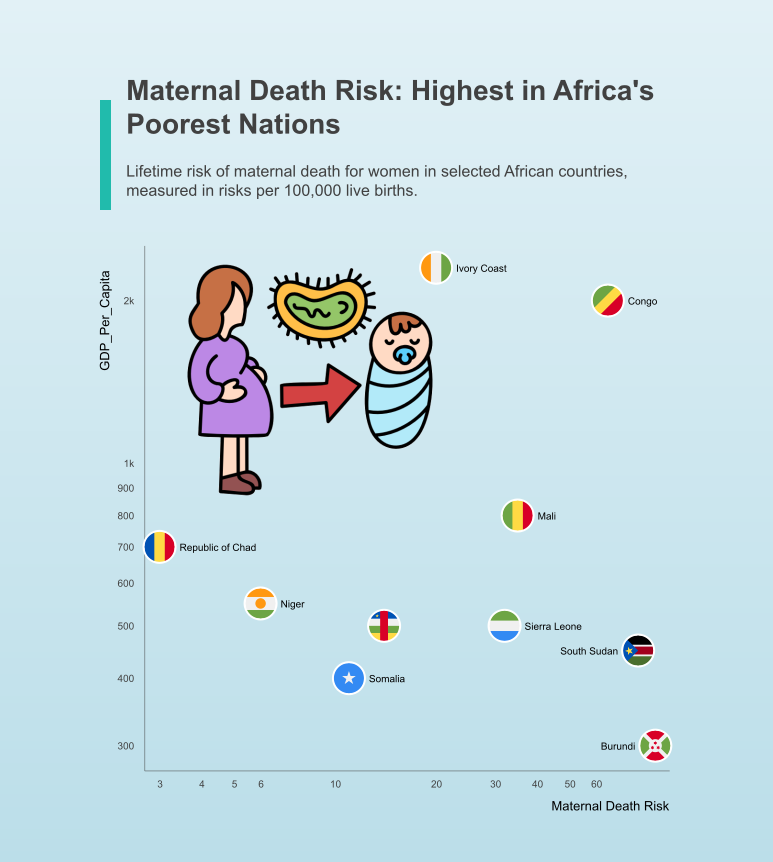 Maternal Death Risk: Highest in Africa's
Poorest Nations
Lifetime risk of maternal death for women in selected African countries,
measured in risks per 100,000 live births.
GDP_Per_Capita
2k
1k
900
800
700
600
500
400
300
Ivory Coast
Congo
Mali
Republic of Chad
Niger
Sierra Leone
South Sudan
Somalia
Burundi
3 4 5 6 10 20 30 40 50 60
Maternal Death Risk